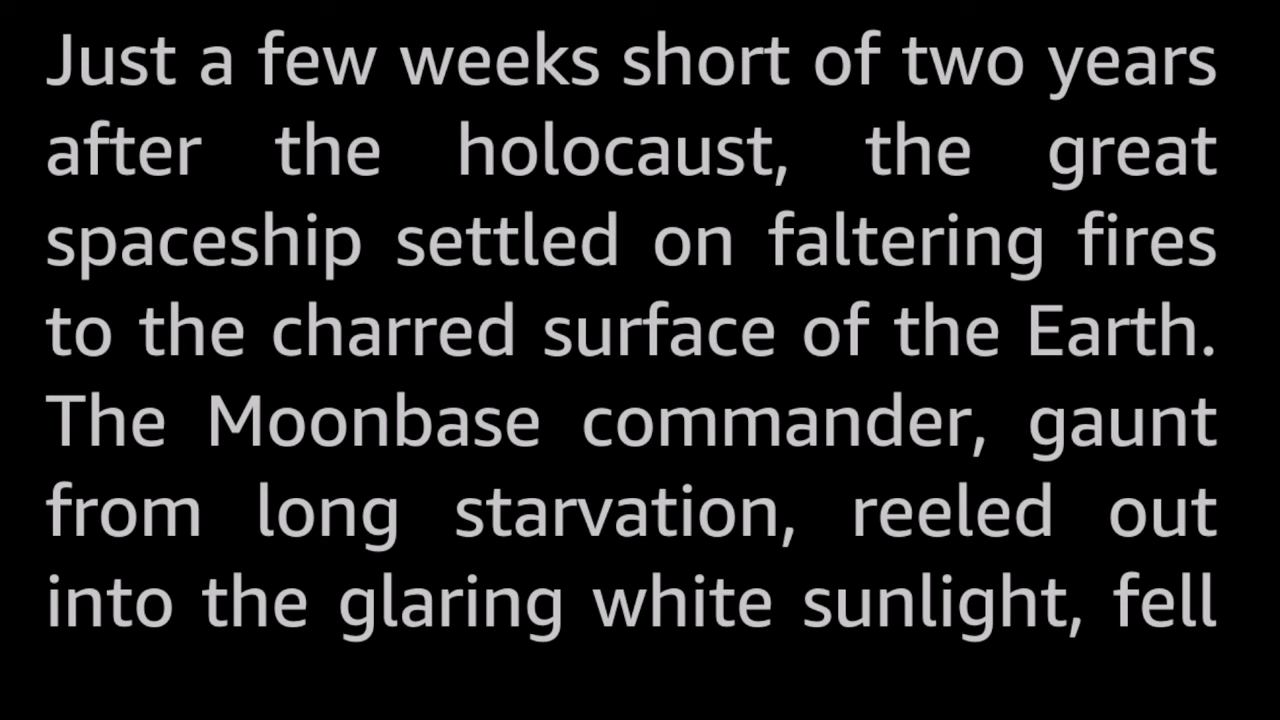 Just a few weeks short of two years
after the holocaust, the great
spaceship settled on faltering fires
to the charred surface of the Earth.
The Moonbase commander, gaunt
from long starvation, reeled out
into the glaring white sunlight, fell